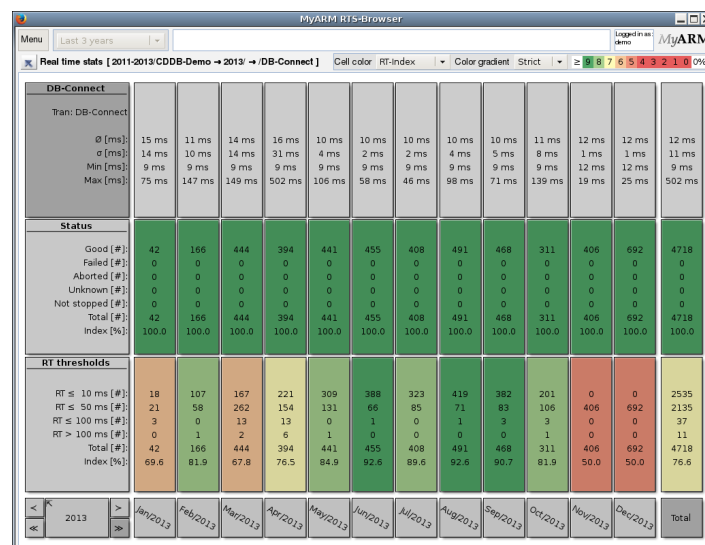 MyARM RTS-Browser
Menu Last 3 years Logged in as: demo MyARM
Real time stats [ 2011-2013/CDDB-Demo → 2013/ → /DB-Connect ] Cell color RT-Index Color gradient Strict ≥ 9 8 7 6 5 4 3 2 1 0 0%
DB-Connect
Tran: DB-Connect
Ø [ms]: 15 ms 11 ms 14 ms 16 ms 10 ms 10 ms 10 ms 10 ms 10 ms 11 ms 12 ms 12 ms 12 ms
σ [ms]: 14 ms 10 ms 14 ms 31 ms 4 ms 2 ms 2 ms 4 ms 5 ms 8 ms 1 ms 1 ms 11 ms
Min [ms]: 9 ms 9 ms 9 ms 9 ms 9 ms 9 ms 9 ms 9 ms 9 ms 9 ms 12 ms 12 ms 9 ms
Max [ms]: 75 ms 147 ms 149 ms 502 ms 106 ms 58 ms 46 ms 98 ms 71 ms 139 ms 19 ms 25 ms 502 ms
Status
Good [#]: 42 166 444 394 441 455 408 491 468 311 406 692 4718
Failed [#]: 0 0 0 0 0 0 0 0 0 0 0 0 0
Aborted [#]: 0 0 0 0 0 0 0 0 0 0 0 0 0
Unknown [#]: 0 0 0 0 0 0 0 0 0 0 0 0 0
Not stopped [#]: 0 0 0 0 0 0 0 0 0 0 0 0 0
Total [#]: 42 166 444 394 441 455 408 491 468 311 406 692 4718
Index [%]: 100.0 100.0 100.0 100.0 100.0 100.0 100.0 100.0 100.0 100.0 100.0 100.0 100.0
RT thresholds
RT ≤ 10 ms [#]: 18 107 167 221 309 388 323 419 382 201 0 0 2535
RT ≤ 50 ms [#]: 21 58 262 154 131 66 85 71 83 106 406 692 2135
RT ≤ 100 ms [#]: 3 0 13 13 0 1 0 1 3 3 0 0 37
RT > 100 ms [#]: 0 1 2 6 1 0 0 0 0 1 0 0 11
Total [#]: 42 166 444 394 441 455 408 491 468 311 406 692 4718
Index [%]: 69.6 81.9 67.8 76.5 84.9 92.6 89.6 92.6 90.7 81.9 50.0 50.0 76.6
< >
2013 Jan/2013 Feb/2013 Mar/2013 Apr/2013 May/2013 Jun/2013 Jul/2013 Aug/2013 Sep/2013 Oct/2013 Nov/2013 Dec/2013 Total
≪ ≫